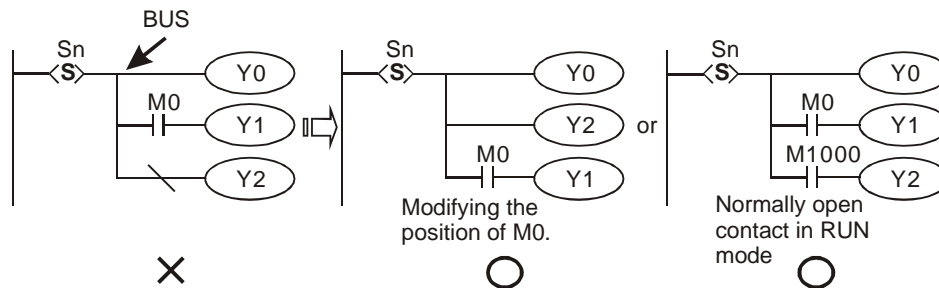 BUS
Sn
S
Y0
M0
Y1
Y2
Sn
S
Y0
Y2
M0
Y1
Modifying the
position of M0.
or
Sn
S
Y0
M0
Y1
M1000
Y2
Normally open
contact in RUN
mode